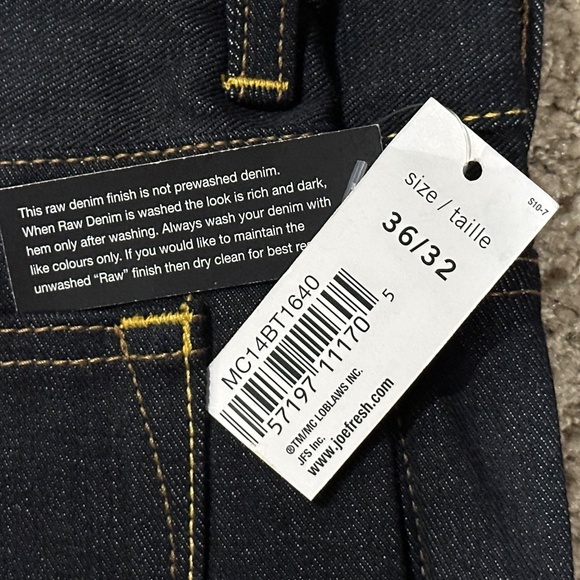 This raw denim finish is not prewashed denim.
When Raw Denim is washed the look is rich and dark,
hem only after washing. Always wash your denim with
like colours only. If you would like to maintain the
unwashed "Raw" finish then dry clean for best
S10-7
size / taille
36/32
MC14BT1640
57197 11170 5
®TM/MC LOBLAWS INC.
JFS Inc.
www.joefresh.com